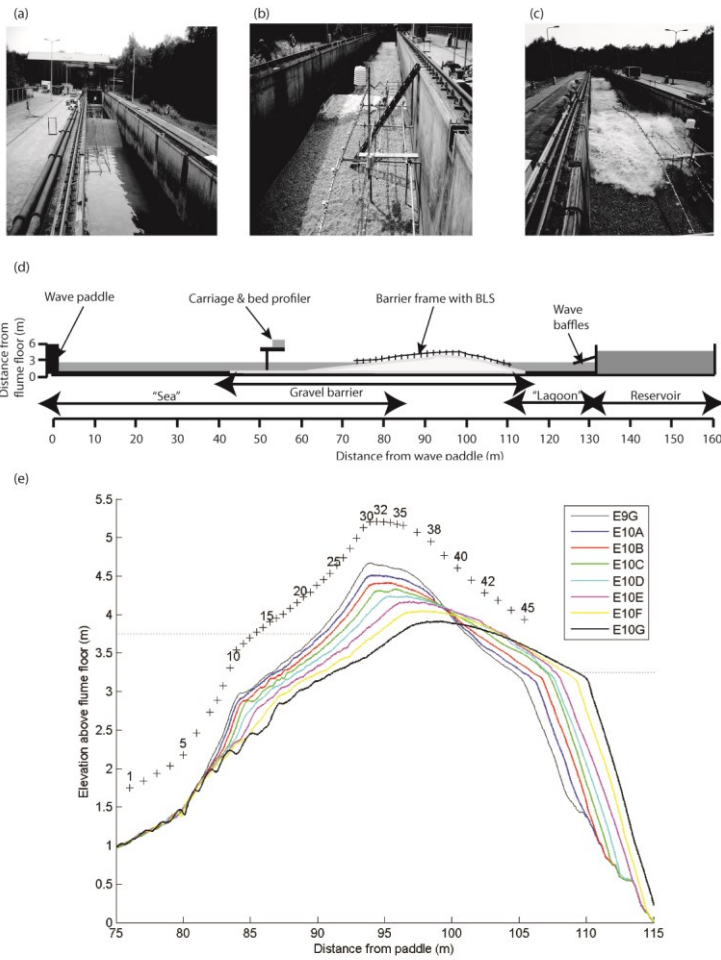 (a)
(b)
(c)
(d)
Wave paddle
Carriage & bed profiler
Barrier frame with BLS
Wave
baffles
Distance from
flume floor (m)
6
3
0
"Sea"
Gravel barrier
"Lagoon"
Reservoir
0 10 20 30 40 50 60 70 80 90 100 110 120 130 140 150 160
Distance from wave paddle (m)
(e)
5.5
5
4.5
4
3.5
3
2.5
2
1.5
1
0.5
0
Elevation above flume floor (m)
1
5
10
15
20
25
30 32 35
38
40
42
45
E9G
E10A
E10B
E10C
E10D
E10E
E10F
E10G
75 80 85 90 95 100 105 110 115
Distance from paddle (m)